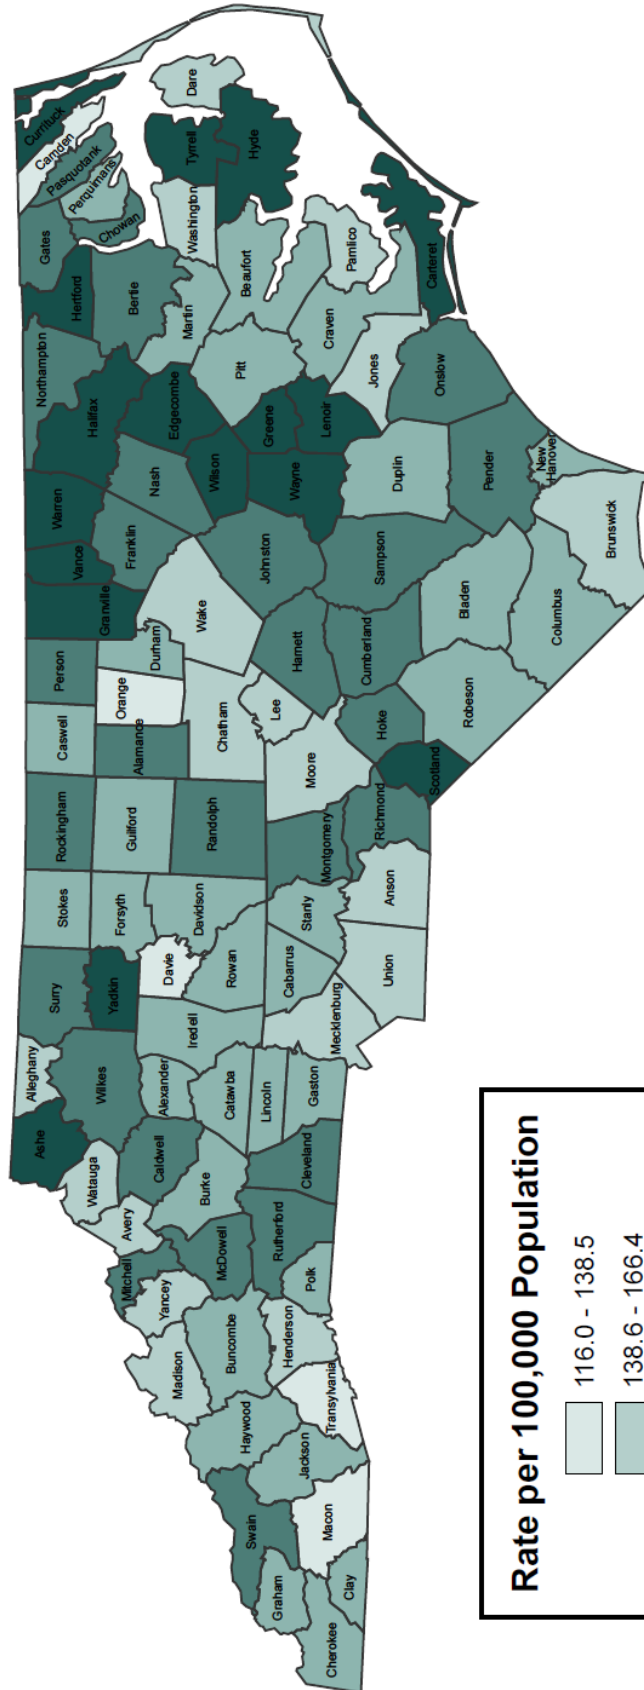 Cherokee
Graham
Clay
Swain
Macon
Jackson
Haywood
Transylvania
Madison
Buncombe
Henderson
Yancey
Mitchell
Polk
McDowell
Rutherford
Avery
Watauga
Burke
Caldwell
Cleveland
Ashe
Alleghany
Wilkes
Alexander
Catawba
Lincoln
Gaston
Surry
Yadkin
Iredell
Mecklenburg
Davie
Rowan
Cabarrus
Union
Stokes
Forsyth
Davidson
Stanly
Anson
Rockingham
Guilford
Randolph
Montgomery
Richmond
Caswell
Alamance
Chatham
Moore
Scotland
Person
Orange
Durham
Lee
Hoke
Robeson
Granville
Wake
Harnett
Cumberland
Bladen
Columbus
Vance
Warren
Franklin
Johnston
Sampson
Brunswick
Northampton
Halifax
Nash
Wilson
Wayne
Duplin
Pender
New
Hanover
Edgecombe
Greene
Lenoir
Jones
Onslow
Hertford
Bertie
Martin
Pitt
Craven
Gates
Chowan
Perquimans
Pasquotank
Camden
Currituck
Washington
Beaufort
Pamlico
Carteret
Tyrrell
Hyde
Dare
Rate per 100,000 Population
116.0 - 138.5
138.6 - 166.4